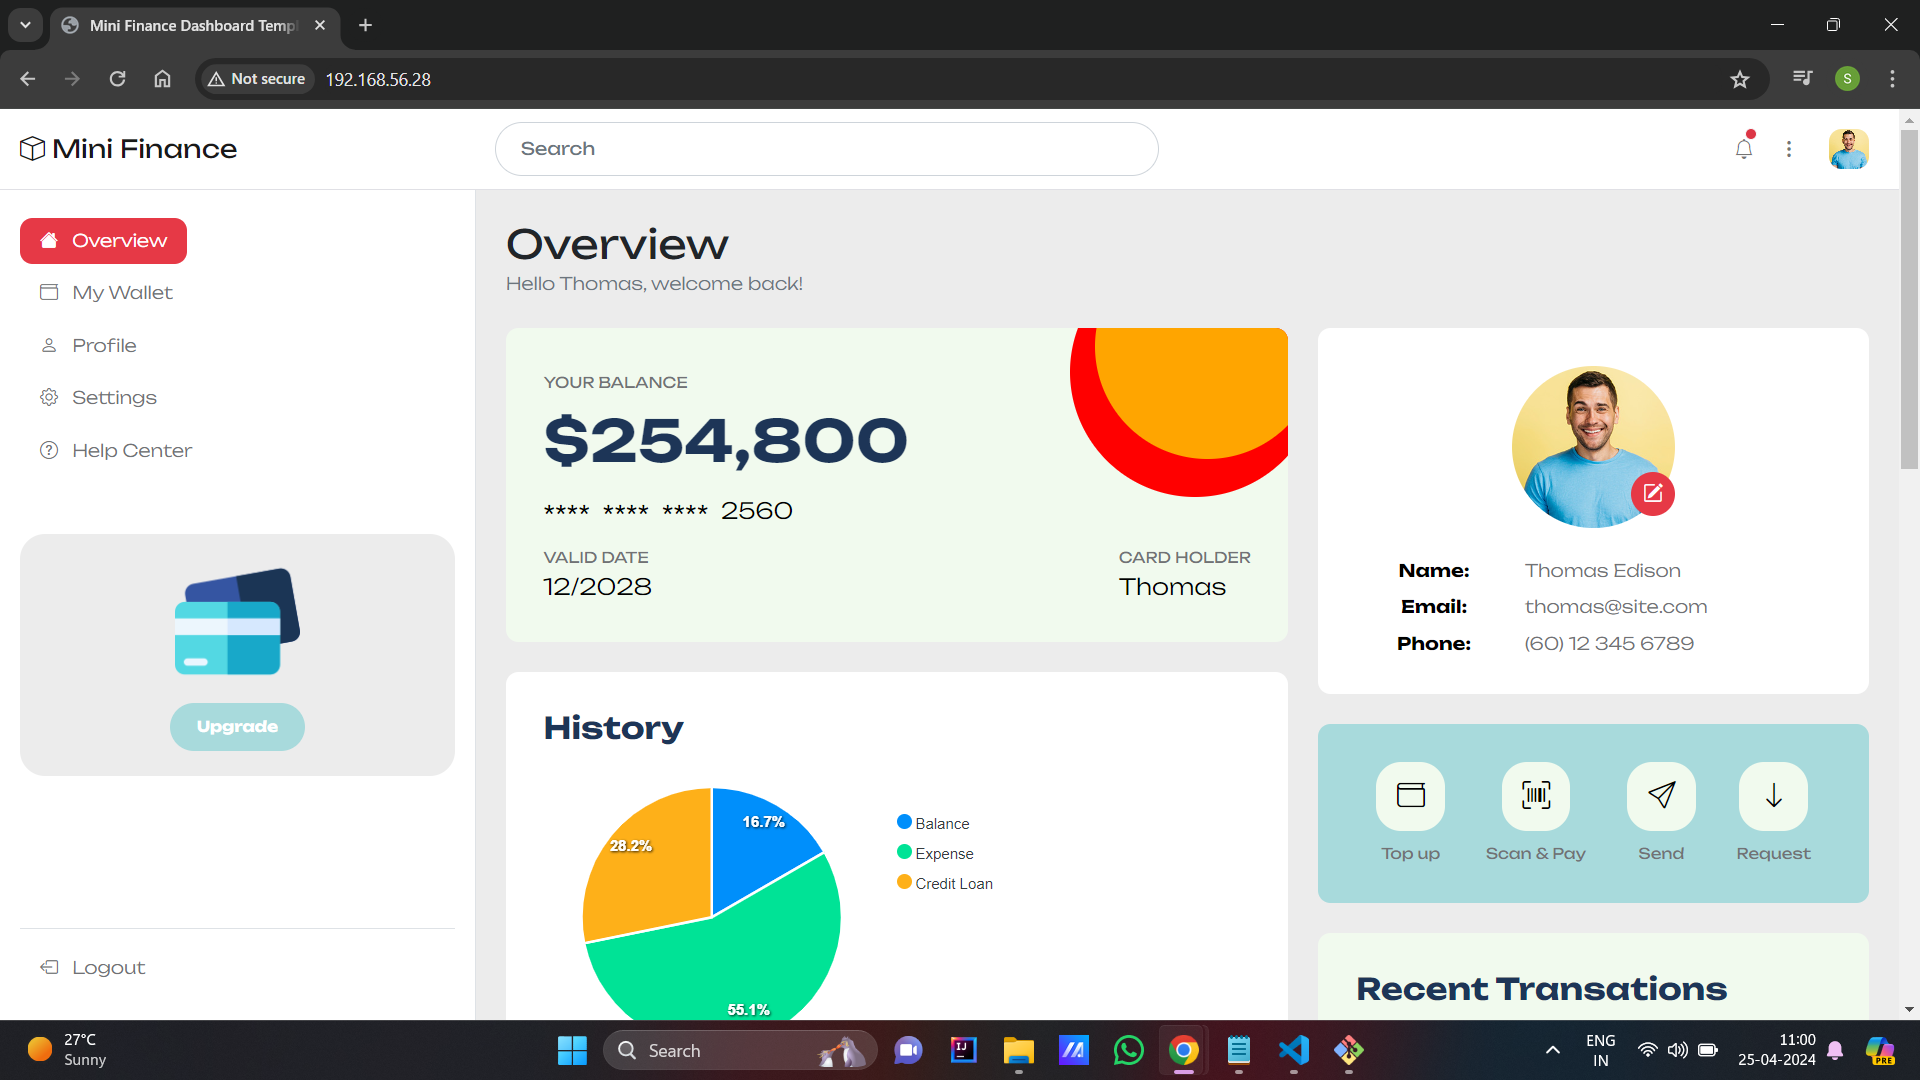 Mini Finance Dashboard Templ
Not secure
192.168.56.28
S
Mini Finance
Search
Overview
My Wallet
Profile
Settings
Help Center
Upgrade
Logout
Overview
Hello Thomas, welcome back!
YOUR BALANCE
$254,800
**** **** **** 2560
VALID DATE
12/2028
CARD HOLDER
Thomas
History
16.7%
28.2%
55.1%
Balance
Expense
Credit Loan
Name: Thomas Edison
Email: thomas@site.com
Phone: (60) 12 345 6789
Top up
Scan & Pay
Send
Request
Recent Transations
27°C
Sunny
Search
IJ
ENG
IN
11:00
25-04-2024
PRE